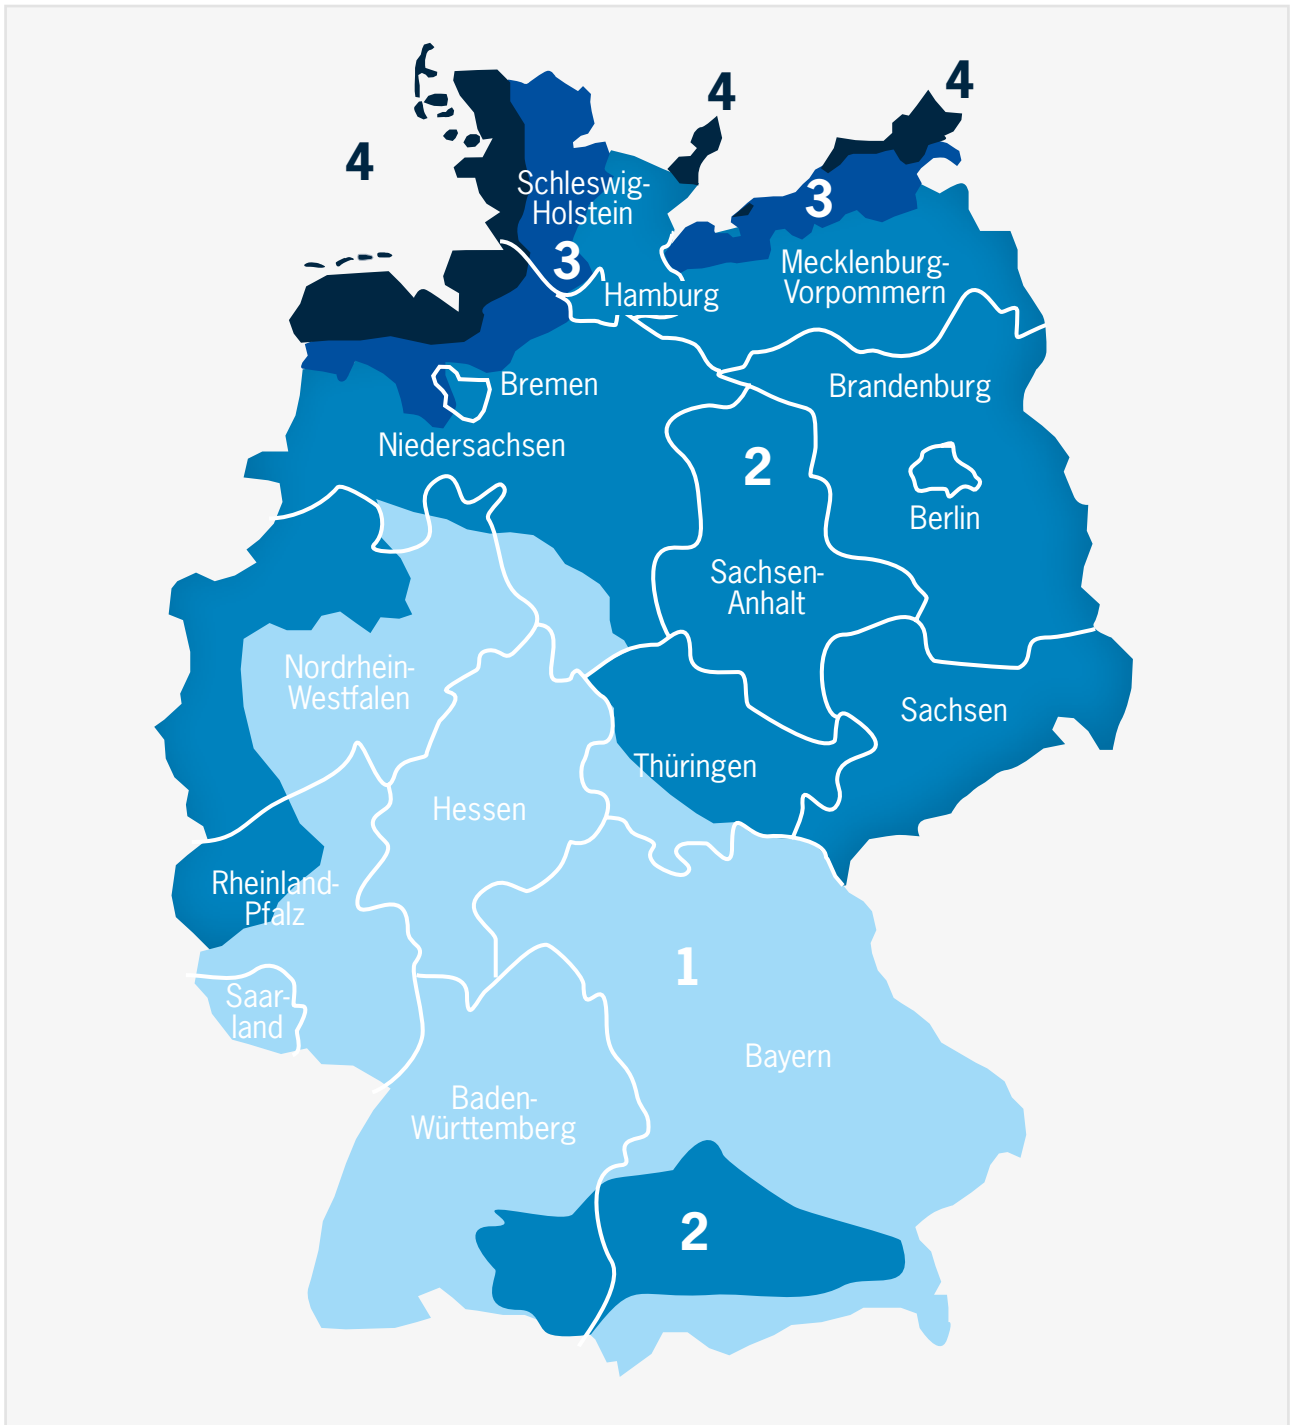 4
4
4
Schleswig-
Holstein
3
3
Mecklenburg-
Vorpommern
Hamburg
Bremen
Brandenburg
Niedersachsen
2
Berlin
Sachsen-
Anhalt
Nordrhein-
Westfalen
Sachsen
Thüringen
Hessen
Rheinland-
Pfalz
1
Saar-
land
Bayern
Baden-
Württemberg
2